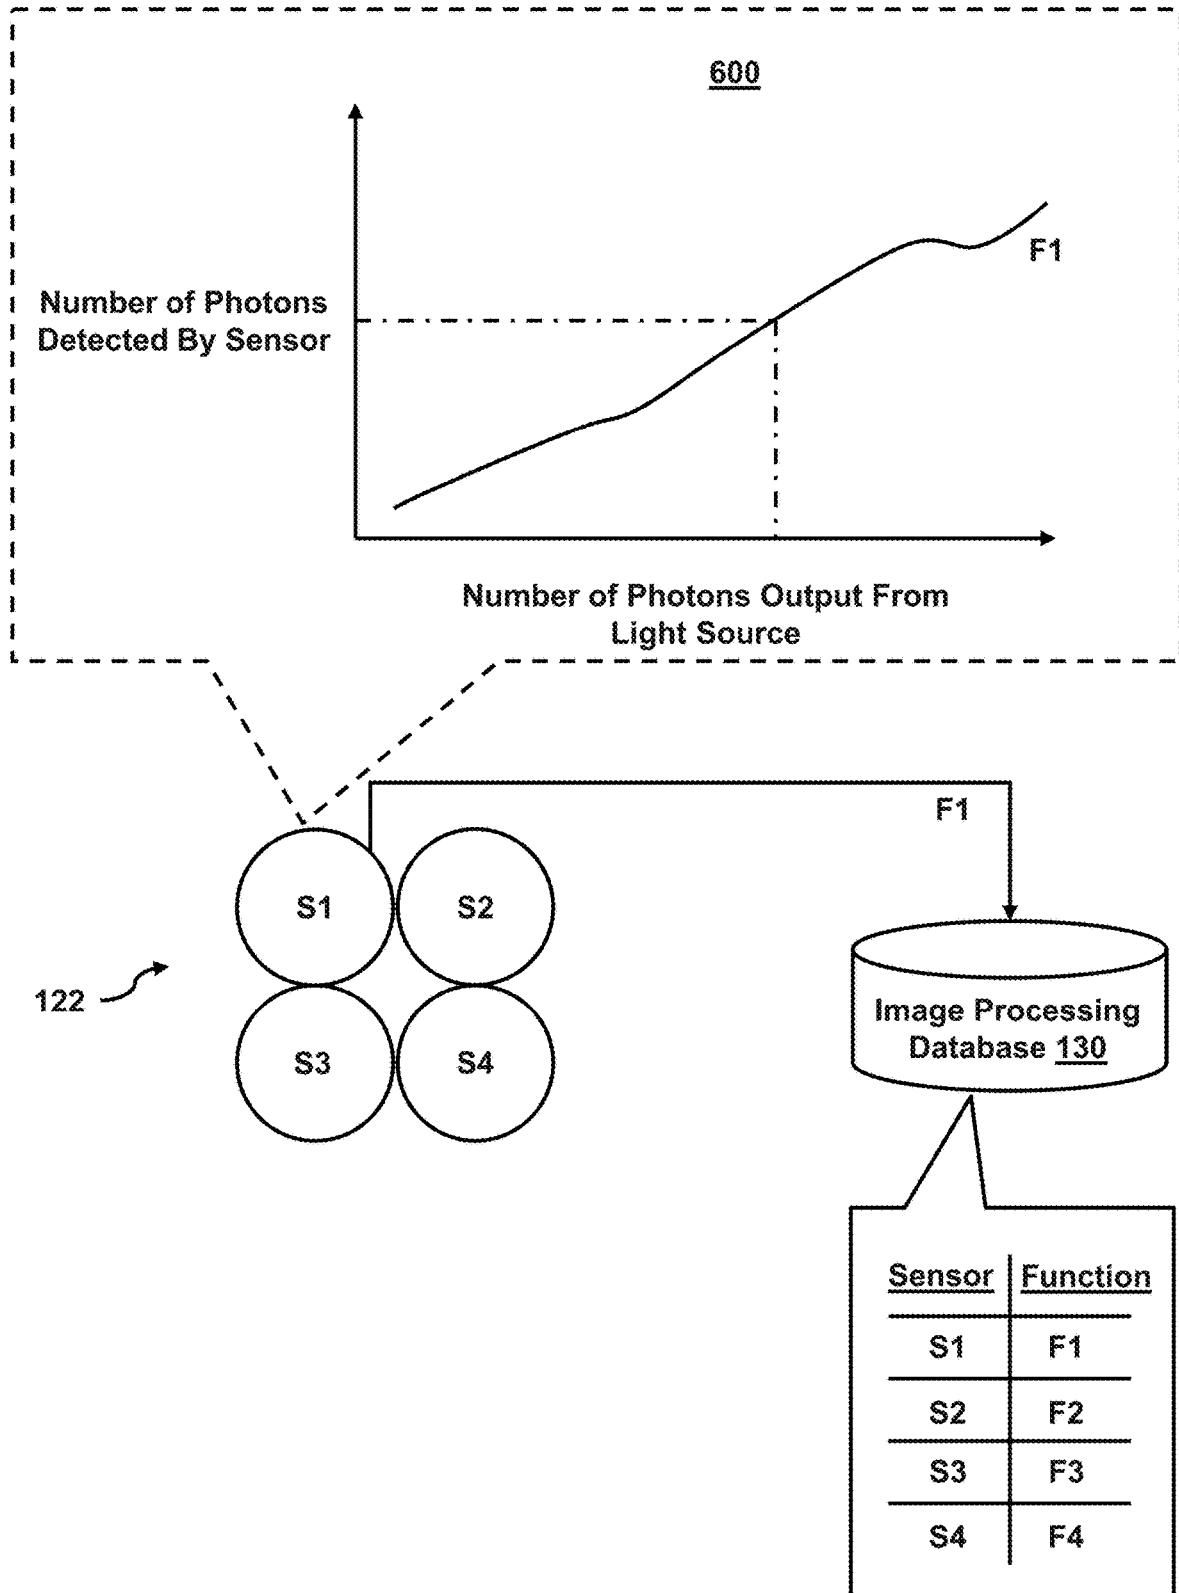 600
F1
Number of Photons
Detected By Sensor
Number of Photons Output From
Light Source
F1
S1
S2
122
S3
S4
Image Processing
Database 130
Sensor Function
S1 F1
S2 F2
S3 F3
S4 F4